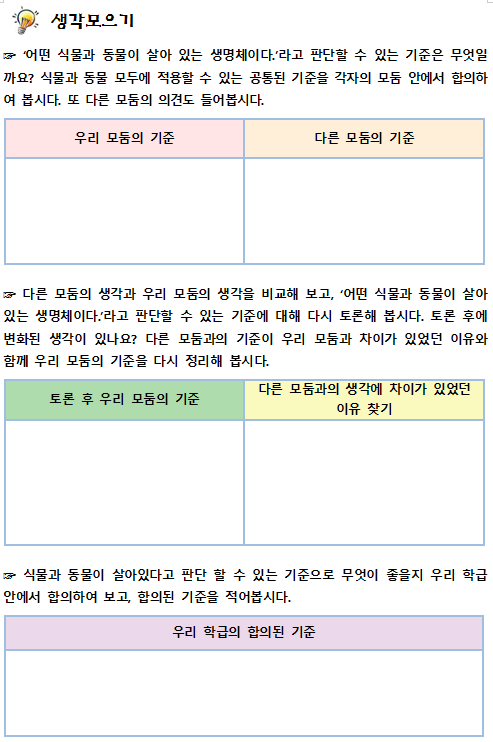 생각모으기
☞ ‘어떤 식물과 동물이 살아 있는 생명체이다.’라고 판단할 수 있는 기준은 무엇일
까요? 식물과 동물 모두에 적용할 수 있는 공통된 기준을 각자의 모둠 안에서 합의하
여 봅시다. 또 다른 모둠의 의견도 들어봅시다.
우리 모둠의 기준
다른 모둠의 기준
☞ 다른 모둠의 생각과 우리 모둠의 생각을 비교해 보고, ‘어떤 식물과 동물이 살아
있는 생명체이다.’라고 판단할 수 있는 기준에 대해 다시 토론해 봅시다. 토론 후에
변화된 생각이 있나요? 다른 모둠과의 기준이 우리 모둠과 차이가 있었던 이유와
함께 우리 모둠의 기준을 다시 정리해 봅시다.
토론 후 우리 모둠의 기준
다른 모둠과의 생각에 차이가 있었던
이유 찾기
☞ 식물과 동물이 살아있다고 판단 할 수 있는 기준으로 무엇이 좋을지 우리 학급
안에서 합의하여 보고, 합의된 기준을 적어봅시다.
우리 학급의 합의된 기준